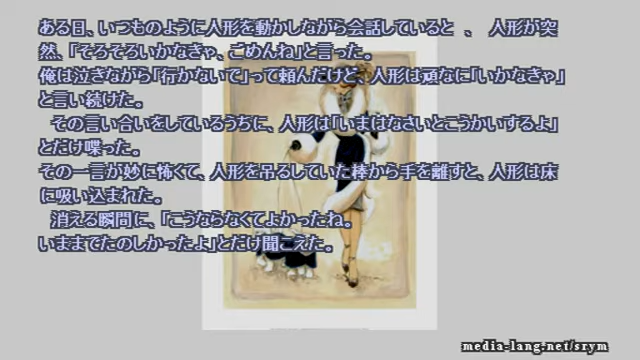 ある日、いつものように人形を動かしながら会話していると 、 人形が突
然、「そろそろいかなきゃ、ごめんね」と言った。
俺は泣きながら「行かないで」って頼んだけど、人形は頑なに「いかなきゃ」
と言い続けた。
その言い合いをしているうちに、人形は「いまはなさいとこうかいするよ」
とだけ喋った。
その一言が妙に怖くて、人形を吊るしていた棒から手を離すと、人形は床
に吸い込まれた。
消える瞬間に、「こうならなくてよかったね。
いままでたのしかったよ」とだけ聞こえた。
media-lang-net/srym